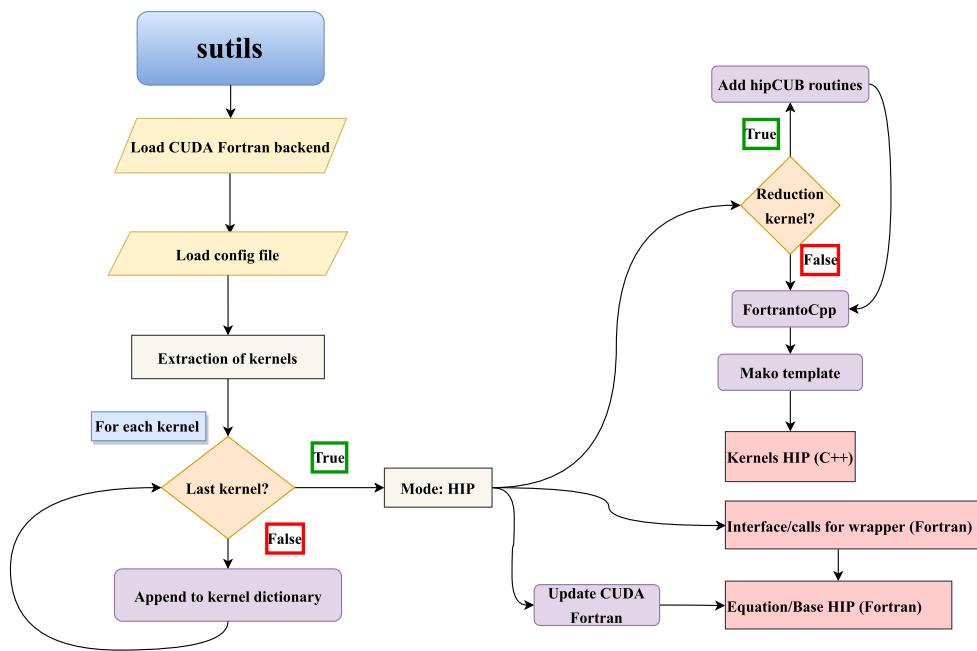 sutils
Load CUDA Fortran backend
Load config file
Extraction of kernels
For each kernel
Last kernel?
True
False
Append to kernel dictionary
Mode: HIP
Add hipCUB routines
True
Reduction
kernel?
False
FortrantoCpp
Mako template
Kernels HIP (C++)
Interface/calls for wrapper (Fortran)
Update CUDA
Fortran
Equation/Base HIP (Fortran)